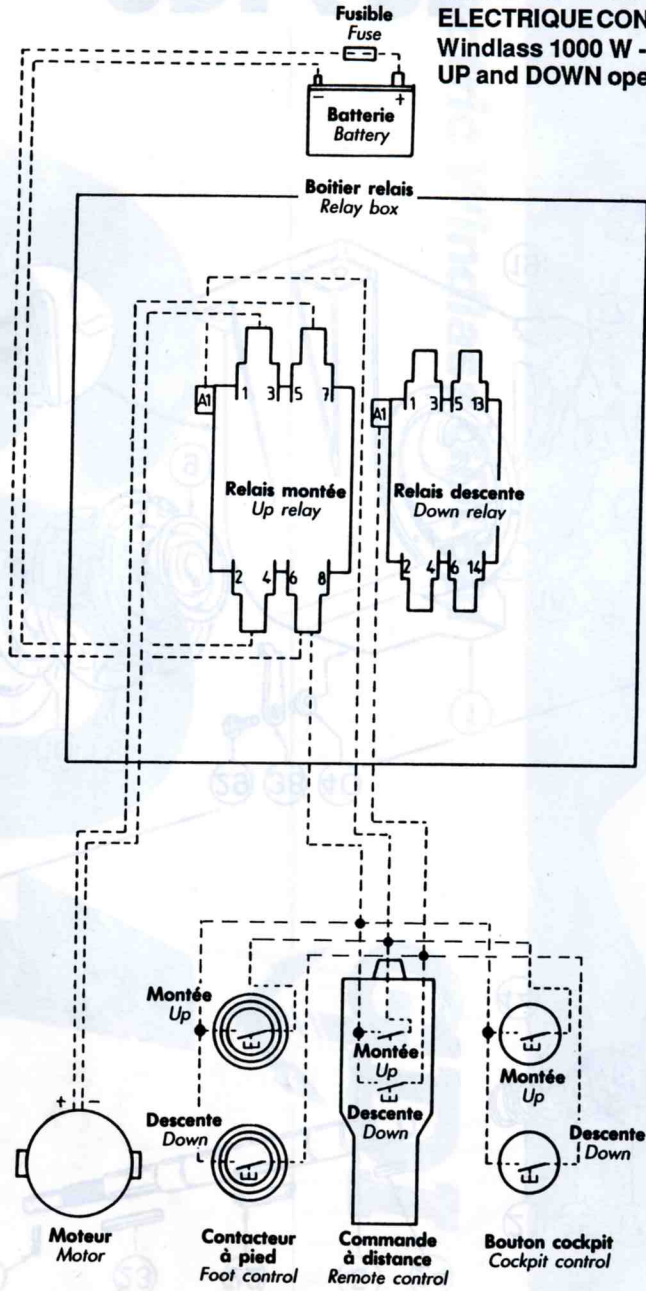 Fusible
Fuse
ELECTRIQUE CON
Windlass 1000 W -
UP and DOWN ope
- +
Batterie
Battery
Boitier relais
Relay box
A1 1 3 5 7
A1 1 3 5 13
Relais montée
Up relay
Relais descente
Down relay
2 4 6 8
2 4 6 14
Montée
Up
Montée
Up
Montée
Up
Descente
Down
Descente
Down
Descente
Down
+ -
Moteur
Motor
Contacteur
à pied
Foot control
Commande
à distance
Remote control
Bouton cockpit
Cockpit control